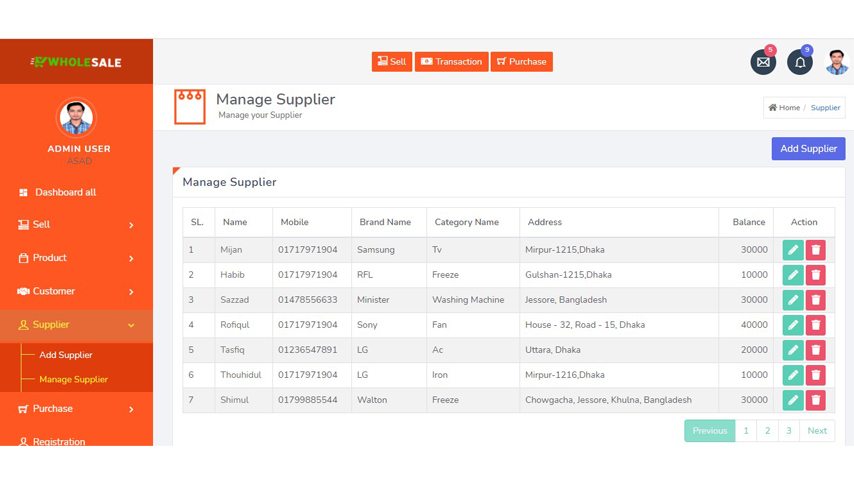 WHOLESALE
Sell Transaction Purchase
5 9
Manage Supplier
Manage your Supplier
Home / Supplier
ADMIN USER
ASAD
Add Supplier
Dashboard all
Sell
Product
Customer
Supplier
Add Supplier
Manage Supplier
Purchase
Registration
Manage Supplier
SL. Name Mobile Brand Name Category Name Address Balance Action
1 Mijan 01717971904 Samsung Tv Mirpur-1215,Dhaka 30000
2 Habib 01717971904 RFL Freeze Gulshan-1215,Dhaka 10000
3 Sazzad 01478556633 Minister Washing Machine Jessore, Bangladesh 30000
4 Rofiqul 01717971904 Sony Fan House - 32, Road - 15, Dhaka 40000
5 Tasfiq 01236547891 LG Ac Uttara, Dhaka 20000
6 Thouhidul 01717971904 LG Iron Mirpur-1216,Dhaka 10000
7 Shimul 01799885544 Walton Freeze Chowgacha, Jessore, Khulna, Bangladesh 30000
Previous 1 2 3 Next